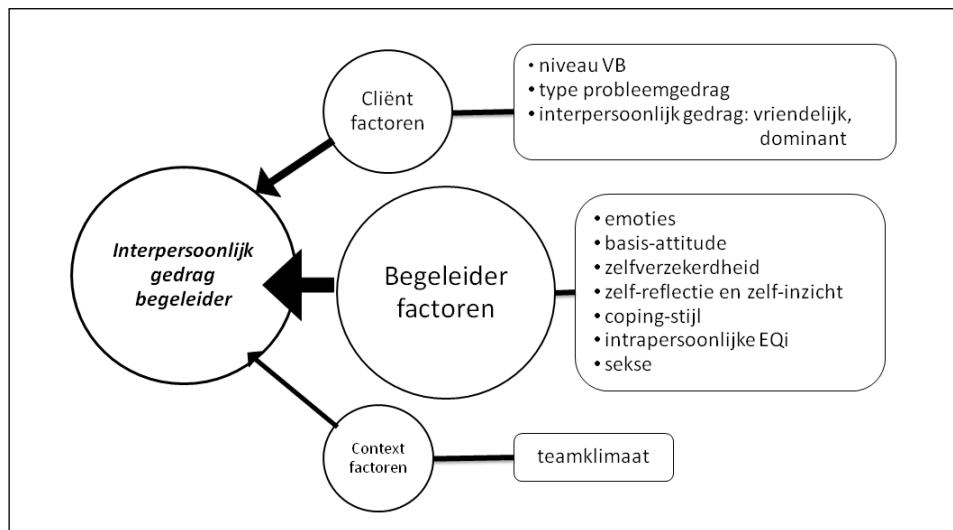 Cliënt
factoren
• niveau VB
• type probleemgedrag
• interpersoonlijk gedrag: vriendelijk,
dominant
Interpersoonlijk
gedrag
begeleider
Begeleider
factoren
• emoties
• basis-attitude
• zelfverzekerdheid
• zelf-reflectie en zelf-inzicht
• coping-stijl
• intrapersoonlijke EQi
• sekse
Context
factoren
teamklimaat